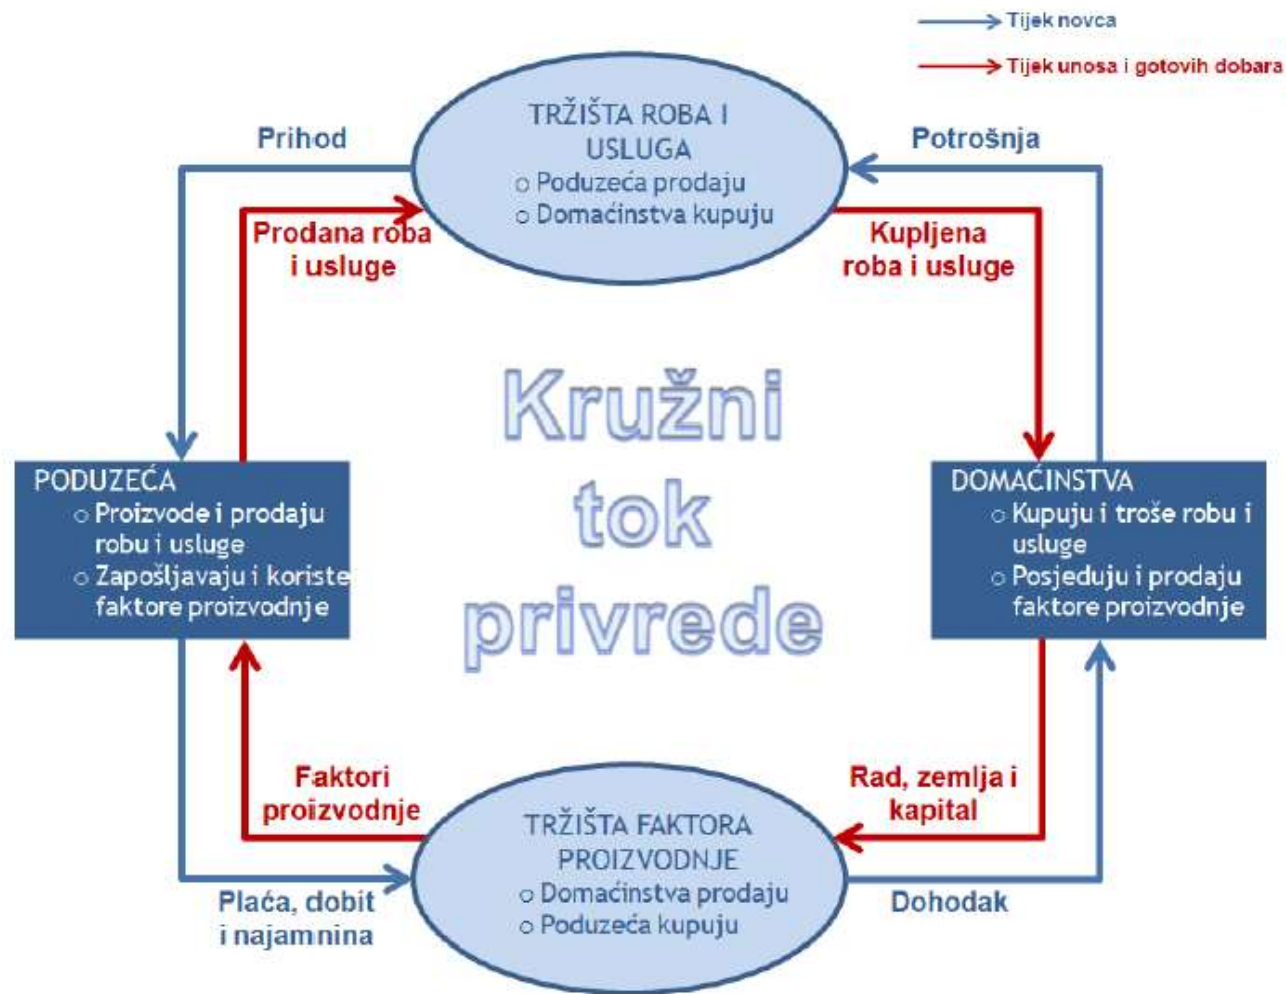 Tijek novca
Tijek unosa i gotovih dobara
TRŽIŠTA ROBA I
USLUGA
o Poduzeća prodaju
o Domaćinstva kupuju
Prihod
Potrošnja
Prodana roba
i usluge
Kupljena
roba i usluge
Kružni
tok
privrede
PODUZEĆA
o Proizvode i prodaju
robu i usluge
o Zapošljavaju i koriste
faktore proizvodnje
DOMAĆINSTVA
o Kupuju i troše robu i
usluge
o Posjeduju i prodaju
faktore proizvodnje
Faktori
proizvodnje
Rad, zemlja i
kapital
TRŽIŠTA FAKTORA
PROIZVODNJE
o Domaćinstva prodaju
o Poduzeća kupuju
Plaća, dobit
i najamnina
Dohodak